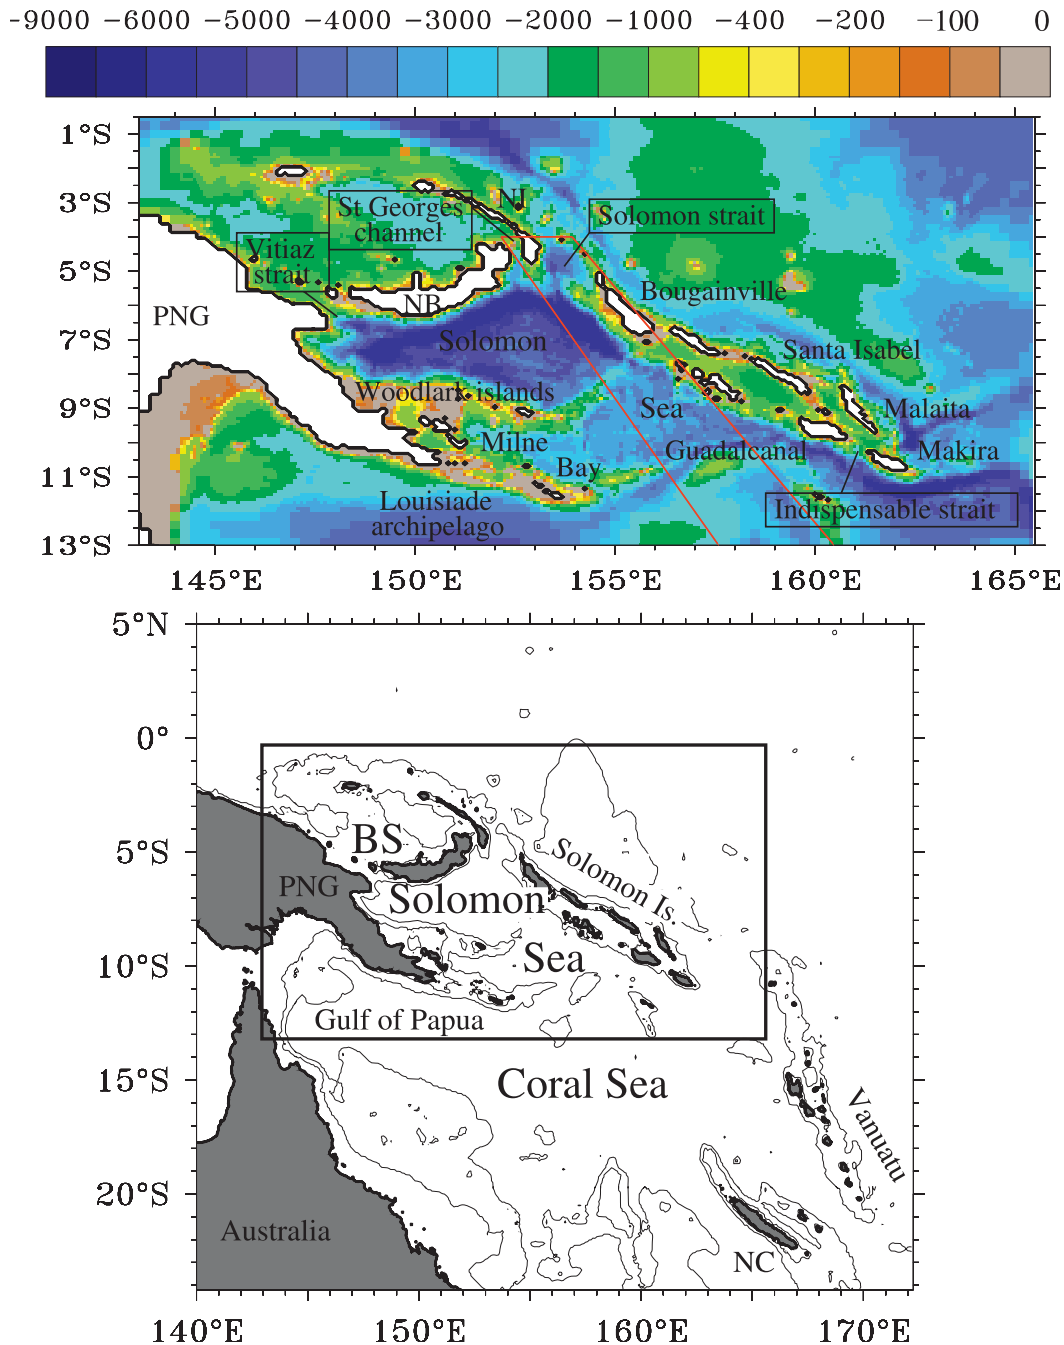 -9000 -6000 -5000 -4000 -3000 -2000 -1000 -400 -200 -100 0
1°S
3°S
5°S
7°S
9°S
11°S
13°S
NI
St Georges
channel
Solomon strait
Vitiaz
strait
NB
Bougainville
PNG
Solomon
Santa Isabel
Woodlark islands
Sea
Malaita
Milne
Guadalcanal
Makira
Bay
Louisiade
archipelago
Indispensable strait
145°E 150°E 155°E 160°E 165°E
5°N
0°
5°S
10°S
15°S
20°S
BS
Solomon Is.
PNG
Solomon
Sea
Gulf of Papua
Coral Sea
Vanuatu
Australia
NC
140°E 150°E 160°E 170°E